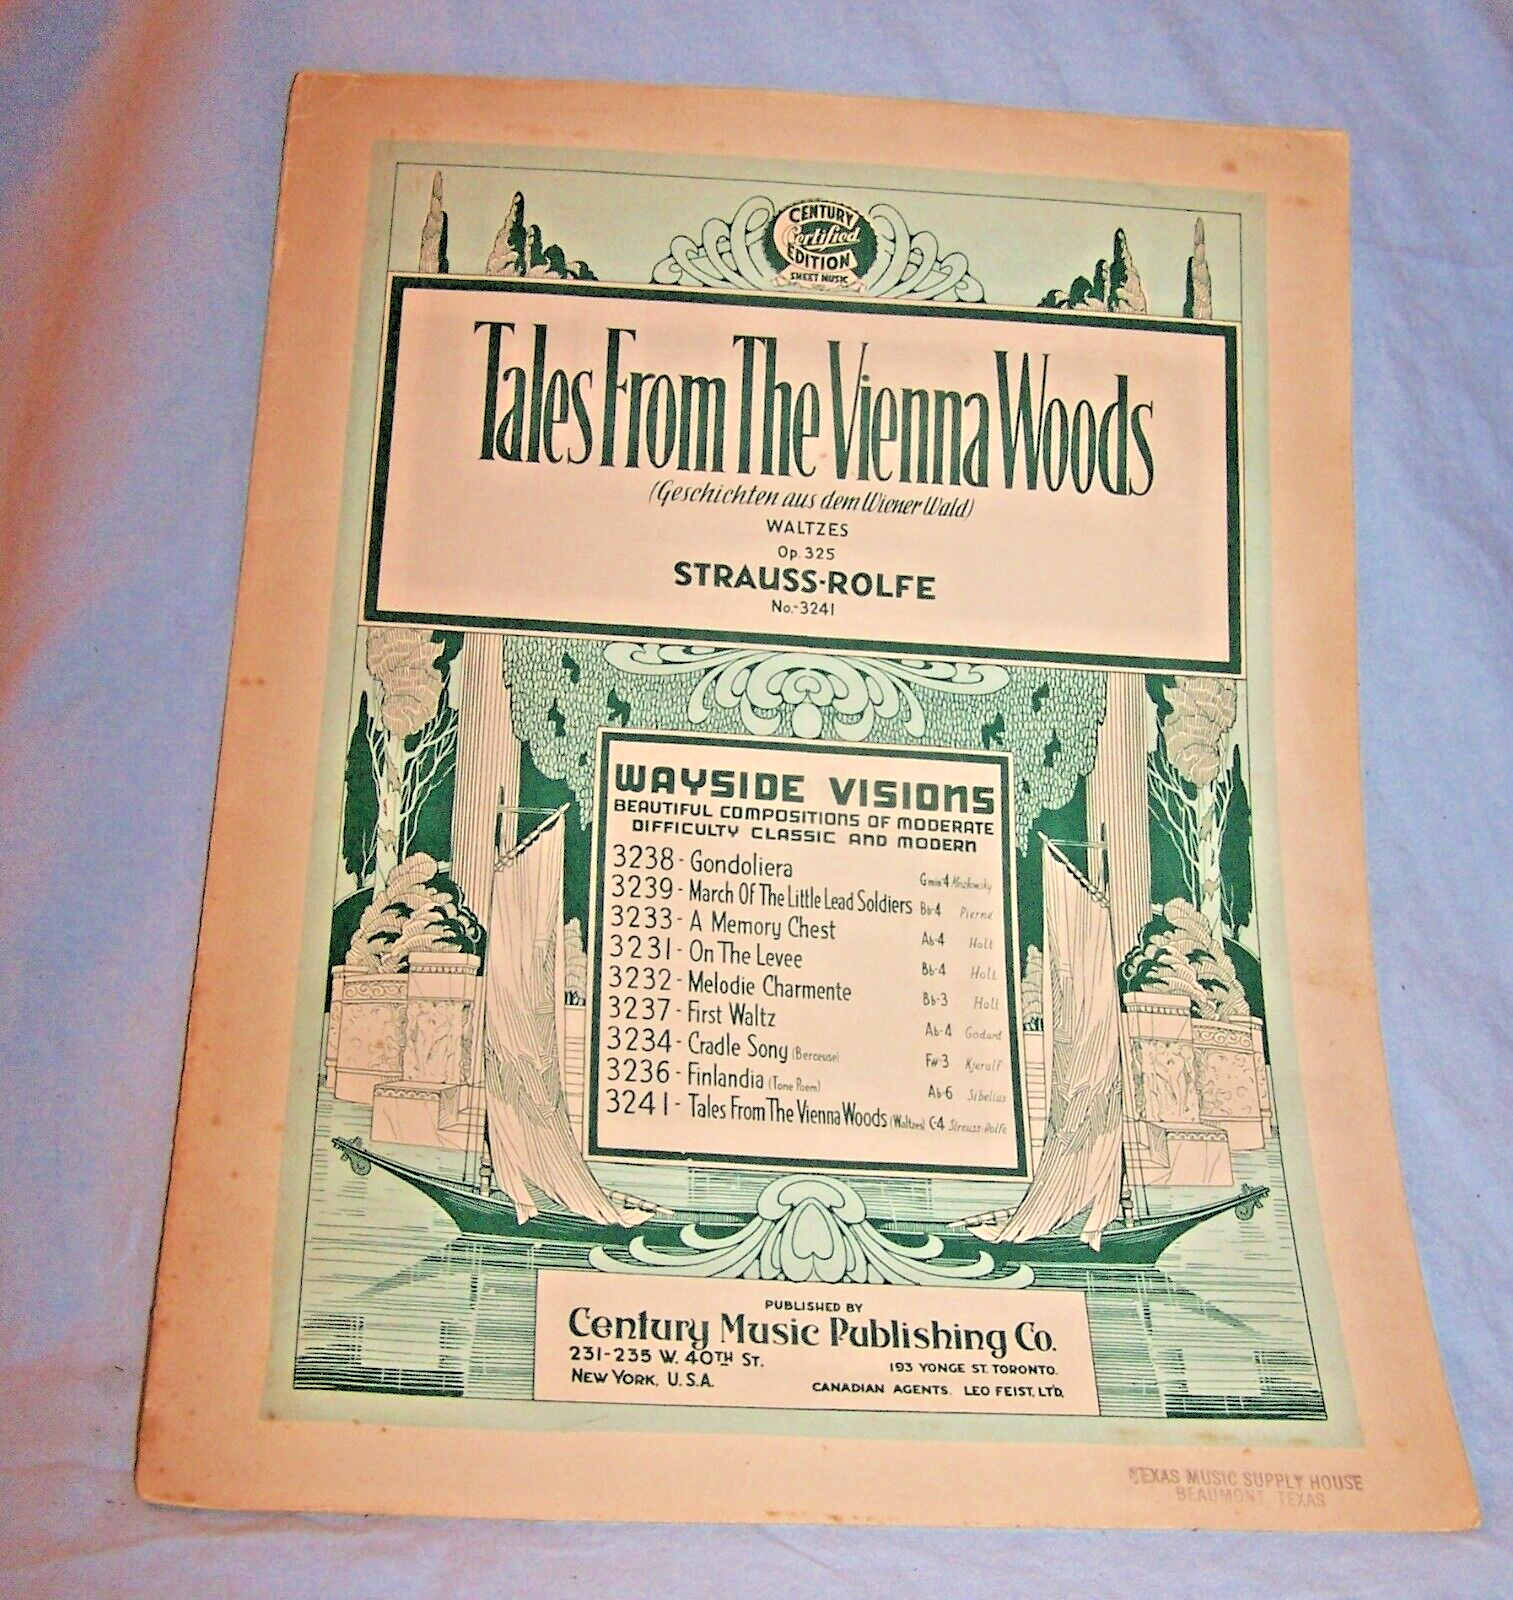 CENTURY
Certified
EDITION
SHEET MUSIC
Tales From The Vienna Woods
(Geschichten aus dem Wiener Wald)
WALTZES
Op. 325
STRAUSS-ROLFE
No.-3241
WAYSIDE VISIONS
BEAUTIFUL COMPOSITIONS OF MODERATE
DIFFICULTY CLASSIC AND MODERN
3238 - Gondoliera Gmin-4 Moszkowsky
3239 - March Of The Little Lead Soldiers Bb-4 Pierné
3233 - A Memory Chest Ab-4 Holt
3231 - On The Levee Bb-4 Holt
3232 - Melodie Charmente Bb-3 Holt
3237 - First Waltz Ab-4 Godard
3234 - Cradle Song (Berceuse) F#-3 Kjerulf
3236 - Finlandia (Tone Poem) Ab-6 Sibelius
3241 - Tales From The Vienna Woods (Waltzes) C-4 Strauss-Rolfe
PUBLISHED BY
Century Music Publishing Co.
231-235 W. 40TH ST. 193 YONGE ST. TORONTO.
NEW YORK, U.S.A. CANADIAN AGENTS. LEO FEIST, LT'D.
TEXAS MUSIC SUPPLY HOUSE
BEAUMONT TEXAS